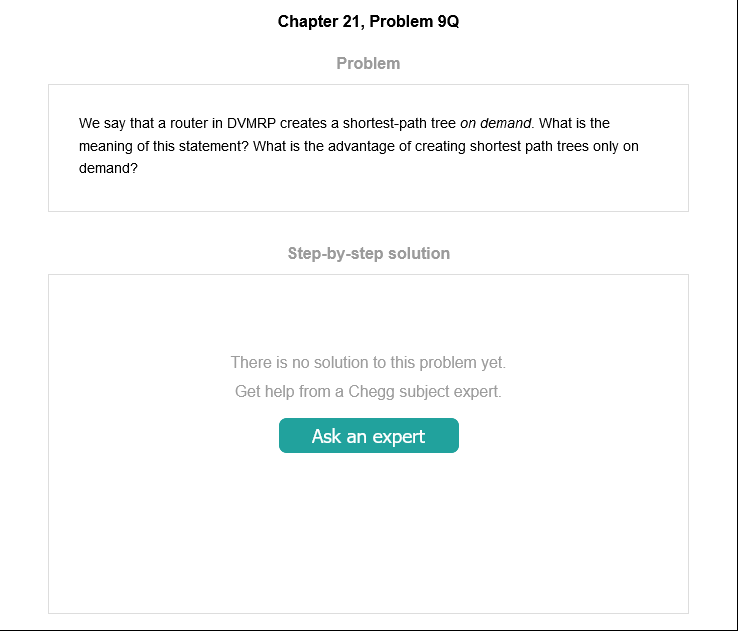 Chapter 21, Problem 9Q
Problem
We say that a router in DVMRP creates a shortest-path tree on demand. What is the
meaning of this statement? What is the advantage of creating shortest path trees only on
demand?
Step-by-step solution
There is no solution to this problem yet.
Get help from a Chegg subject expert.
Ask an expert